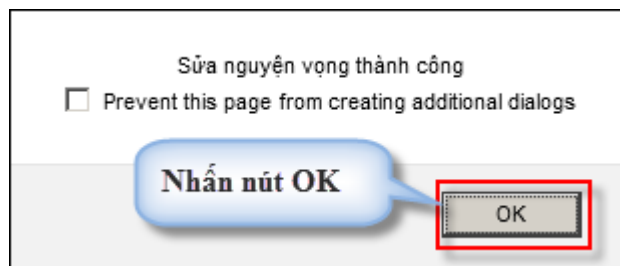 Sửa nguyện vọng thành công
Prevent this page from creating additional dialogs
Nhấn nút OK
OK